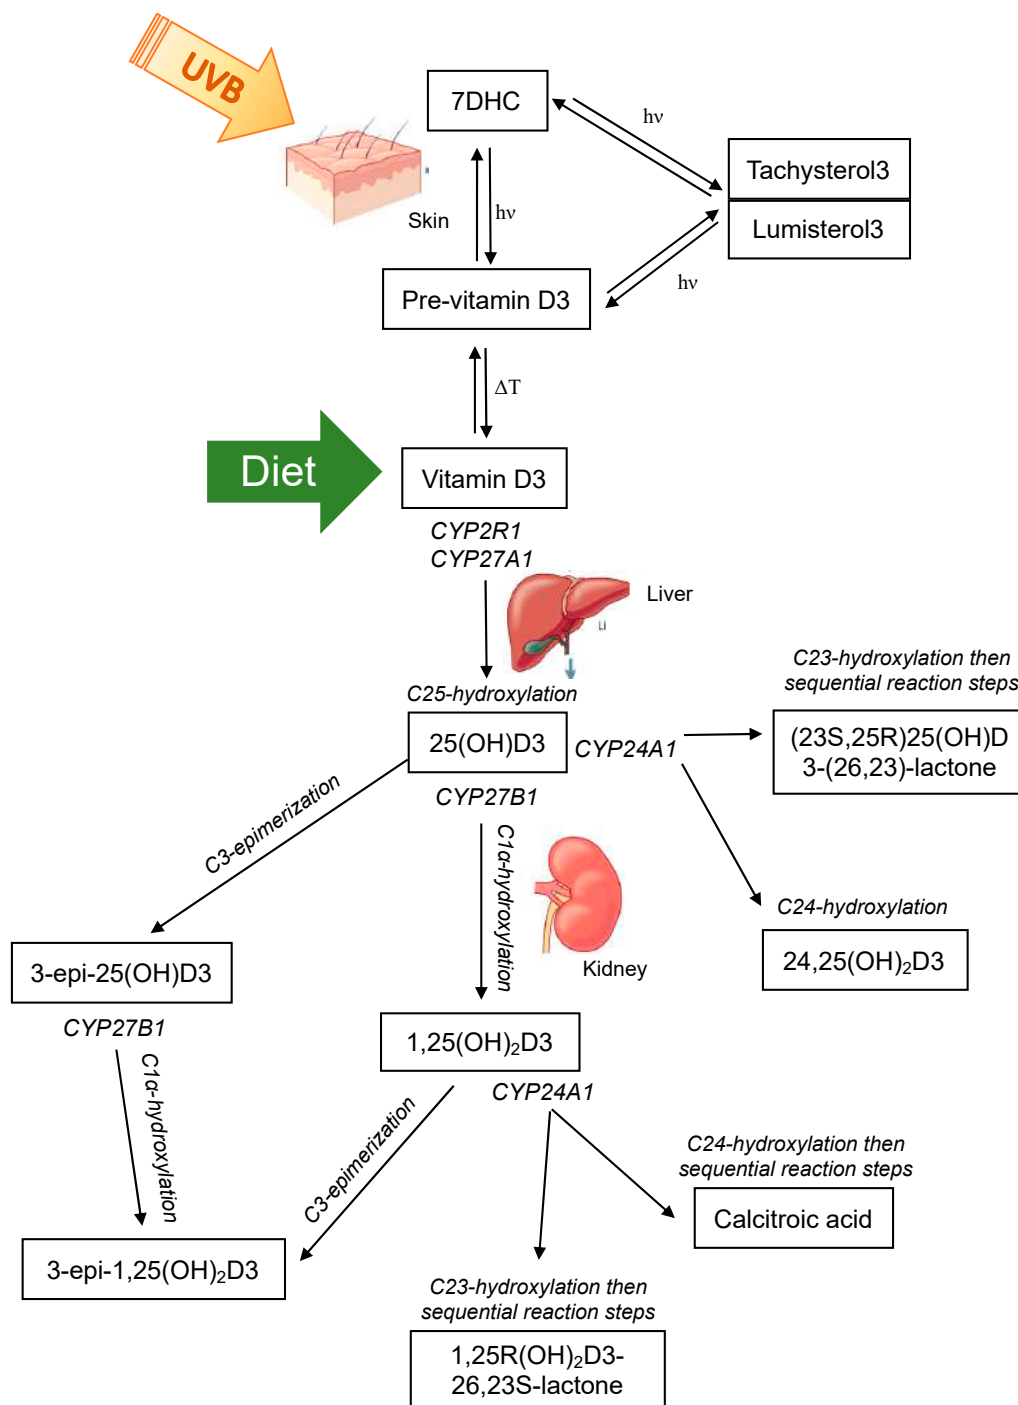 UVB
7DHC
hν
Tachysterol3
Lumisterol3
Skin
hν
hν
Pre-vitamin D3
ΔT
Diet
Vitamin D3
CYP2R1
CYP27A1
Liver
Li
C23-hydroxylation then
sequential reaction steps
C25-hydroxylation
25(OH)D3
CYP24A1
(23S,25R)25(OH)D
3-(26,23)-lactone
CYP27B1
C3-epimerization
C1α-hydroxylation
Kidney
C24-hydroxylation
24,25(OH)₂D3
3-epi-25(OH)D3
CYP27B1
C1α-hydroxylation
1,25(OH)₂D3
CYP24A1
C3-epimerization
C24-hydroxylation then
sequential reaction steps
Calcitroic acid
3-epi-1,25(OH)₂D3
C23-hydroxylation then
sequential reaction steps
1,25R(OH)₂D3-
26,23S-lactone